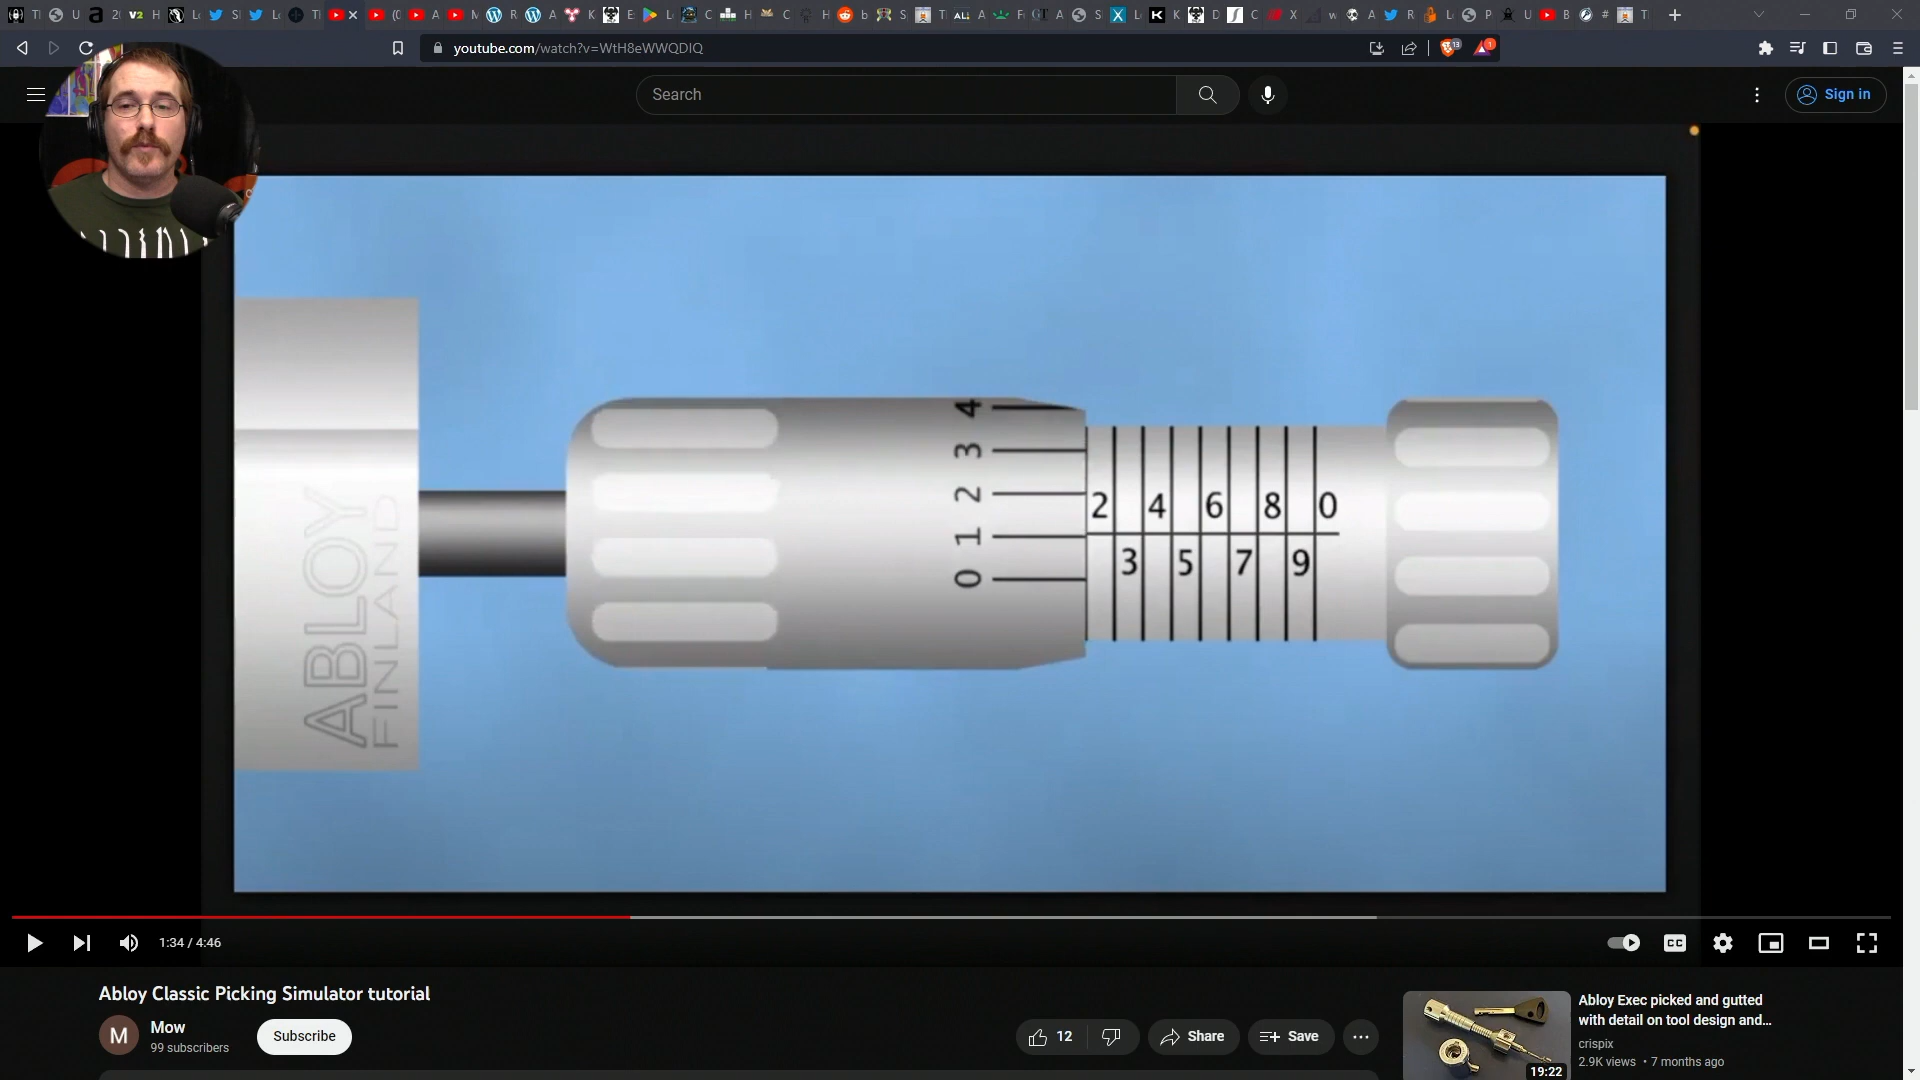 youtube.com/watch?v=WtH8eWWQDIQ
Search
Sign in
ABLOY
FINLAND
4
3
2
1
0
2 4 6 8 0
3 5 7 9
1:34 / 4:46
CC
Abloy Classic Picking Simulator tutorial
M
Mow
99 subscribers
Subscribe
12
Share
Save
Abloy Exec picked and gutted
with detail on tool design and...
crispix
2.9K views • 7 months ago
19:22